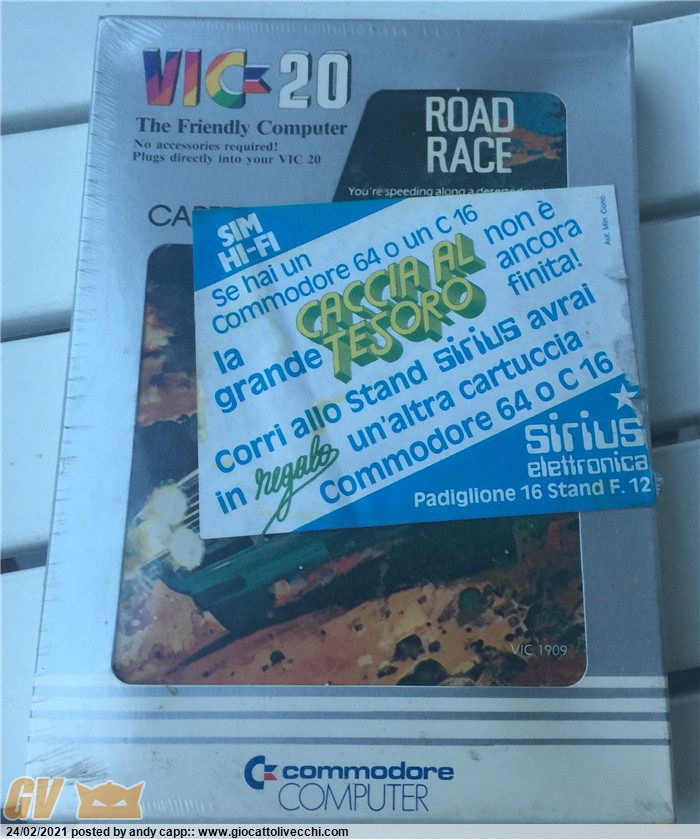 VIC-20
The Friendly Computer
No accessories required!
Plugs directly into your VIC 20
ROAD
RACE
You're speeding along a deserted
SIM
HI-FI
Aut. Min. Conc.
Se hai un
Commodore 64 o un C 16
la
grande
CACCIA AL
TESORO
non è
ancora
finita!
Corri allo Stand sirius avrai
in regalo un'altra cartuccia
Commodore 64 o C 16
sirius
elettronica
Padiglione 16 Stand F. 12
VIC 1909
commodore
COMPUTER
GV
24/02/2021 posted by andy capp:: www.giocattolivecchi.com